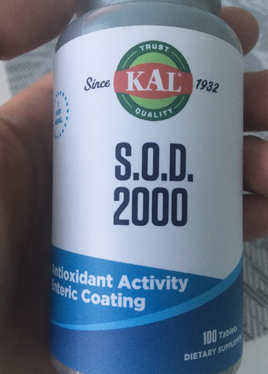 TRUST
Since KAL® 1932
QUALITY
S.O.D.
2000
Antioxidant Activity
Enteric Coating
100 Tablets
DIETARY SUPPLEMENT